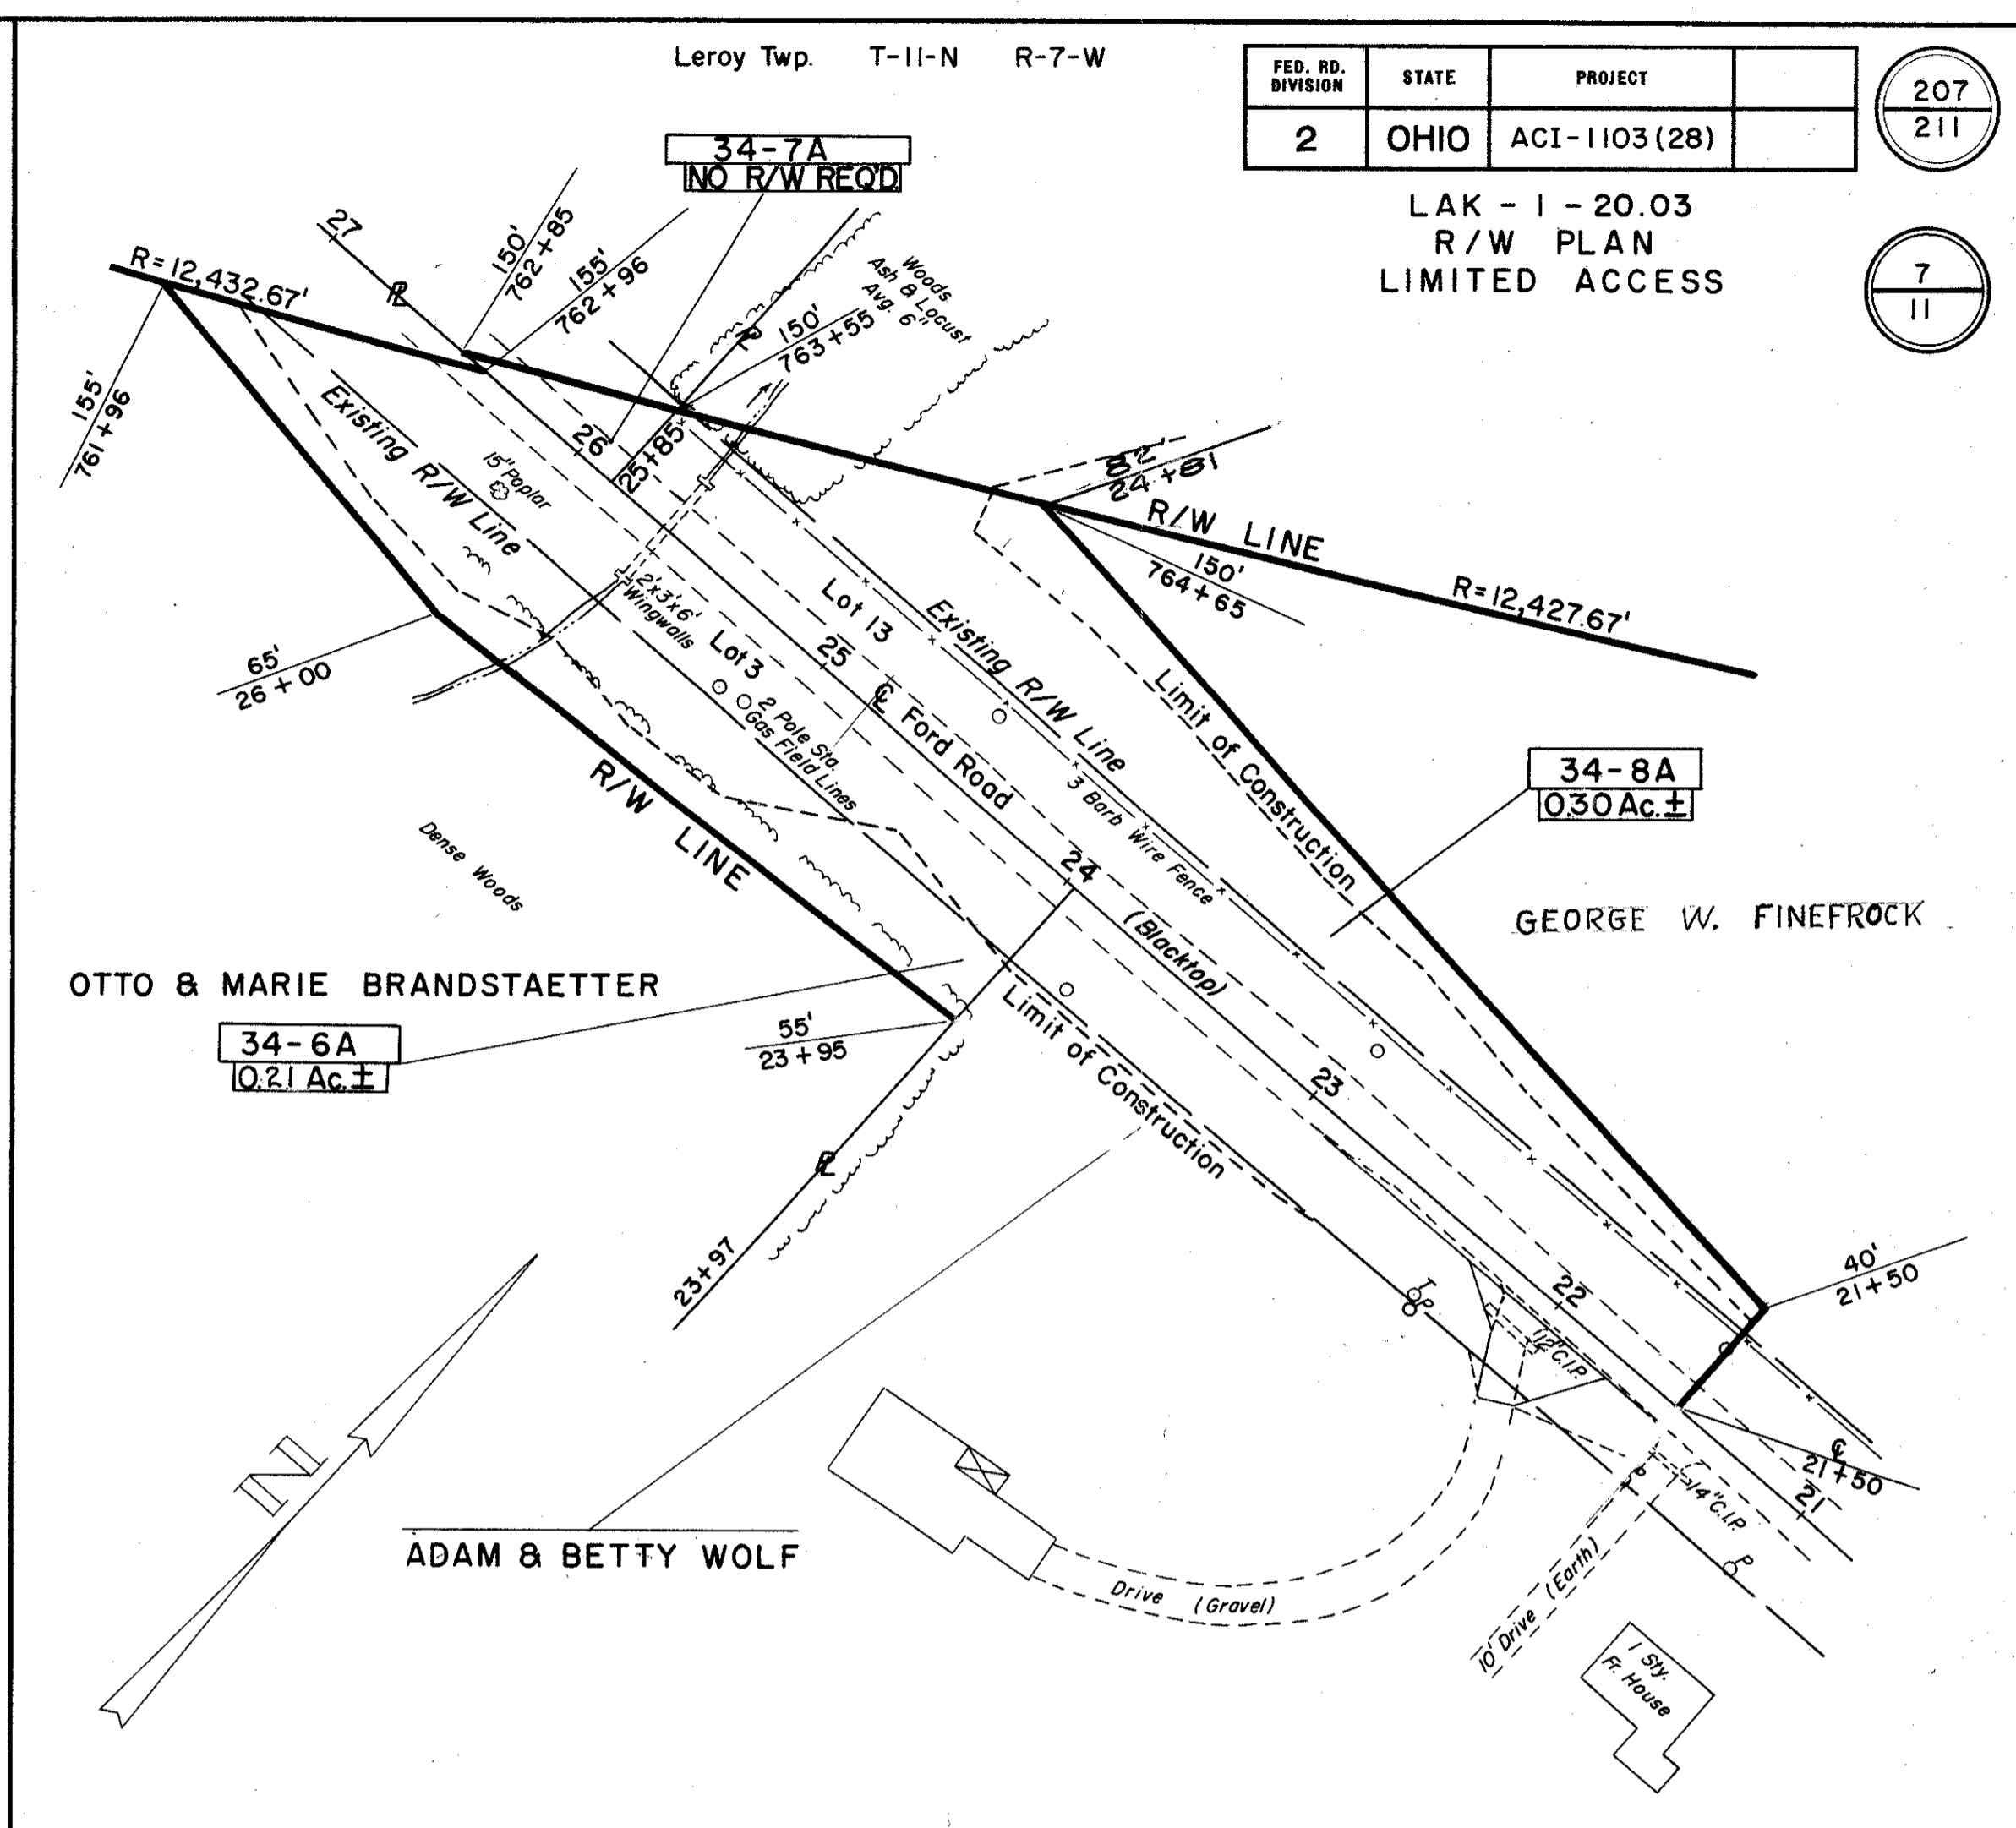 Leroy Twp. T-11-N R-7-W
FED. RD. DIVISION STATE PROJECT
2 OHIO ACI-1103(28)
207
211
LAK - 1 - 20.03
R/W PLAN
LIMITED ACCESS
7
11
34-7A
NO R/W REQ'D.
27
R=12,432.67'
150'
762+85
155'
762+96
Woods
Ash & Locust
Avg. 6"
150'
763+55
155'
761+96
Existing R/W Line
15" Poplar
26
25+85
82'
24+81
R/W LINE
150'
764+65
R=12,427.67'
65'
26+00
2'x3'x6'
Wingwalls
Lot 3
Lot 13
25
Existing R/W Line
Limit of Construction
2 Pole Sta.
Gas Field Lines
℄ Ford Road
3 Barb Wire Fence
34-8A
0.30 Ac.±
R/W LINE
Dense Woods
24
(Blacktop)
GEORGE W. FINEFROCK
OTTO & MARIE BRANDSTAETTER
34-6A
0.21 Ac.±
55'
23+95
Limit of Construction
23
23+97
22
40'
21+50
T
P
12"C.I.P.
℄
21+50
21
P
14"C.I.P.
P
N
ADAM & BETTY WOLF
Drive (Gravel)
10' Drive (Earth)
1 Sty.
Fr. House